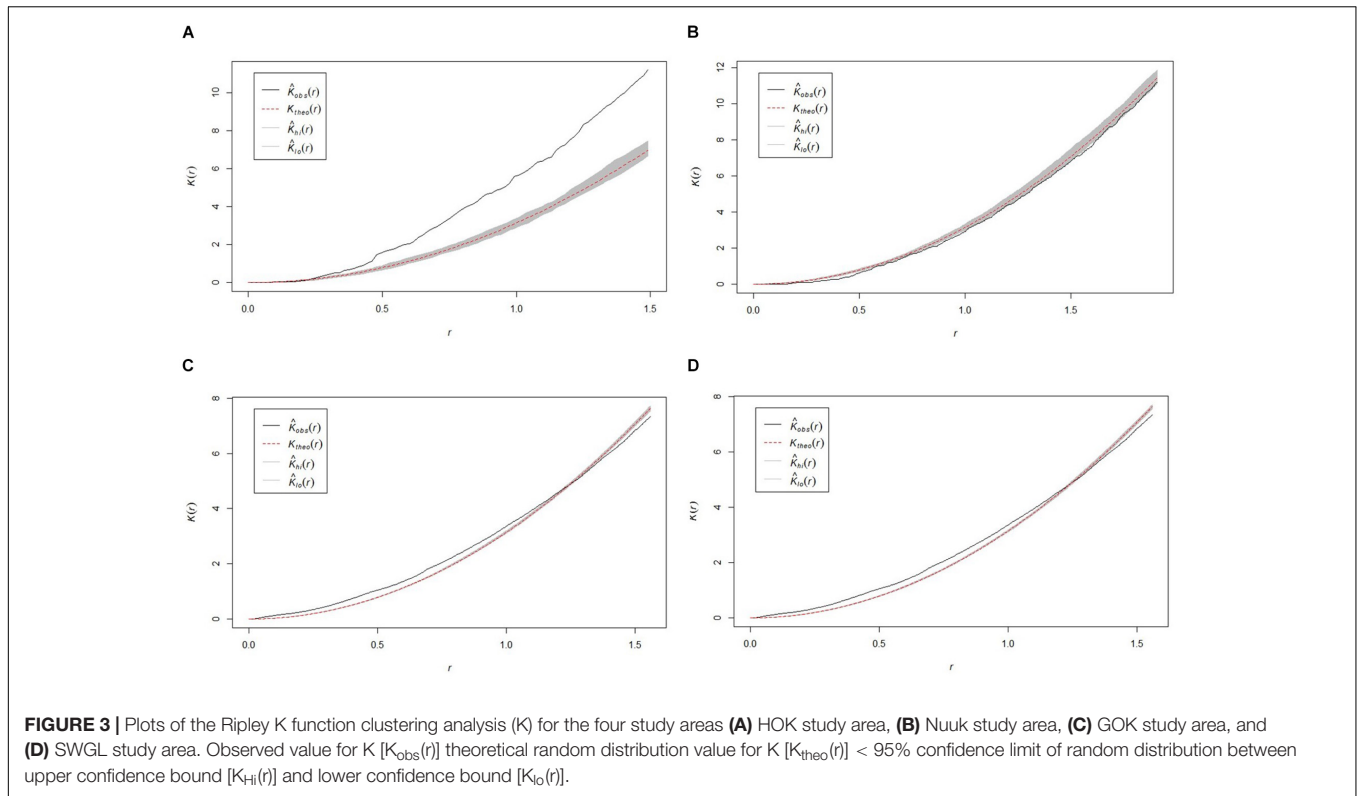 A
K̂obs(r)
Ktheo(r)
K̂hi(r)
K̂lo(r)
K(r)
0 2 4 6 8 10
0.0 0.5 1.0 1.5
r
B
K̂obs(r)
Ktheo(r)
K̂hi(r)
K̂lo(r)
K(r)
0 2 4 6 8 10 12
0.0 0.5 1.0 1.5
r
C
K̂obs(r)
Ktheo(r)
K̂hi(r)
K̂lo(r)
K(r)
0 2 4 6 8
0.0 0.5 1.0 1.5
r
D
K̂obs(r)
Ktheo(r)
K̂hi(r)
K̂lo(r)
K(r)
0 2 4 6 8
0.0 0.5 1.0 1.5
r
FIGURE 3 | Plots of the Ripley K function clustering analysis (K) for the four study areas (A) HOK study area, (B) Nuuk study area, (C) GOK study area, and
(D) SWGL study area. Observed value for K [Kobs(r)] theoretical random distribution value for K [Ktheo(r)] < 95% confidence limit of random distribution between
upper confidence bound [KHi(r)] and lower confidence bound [Klo(r)].